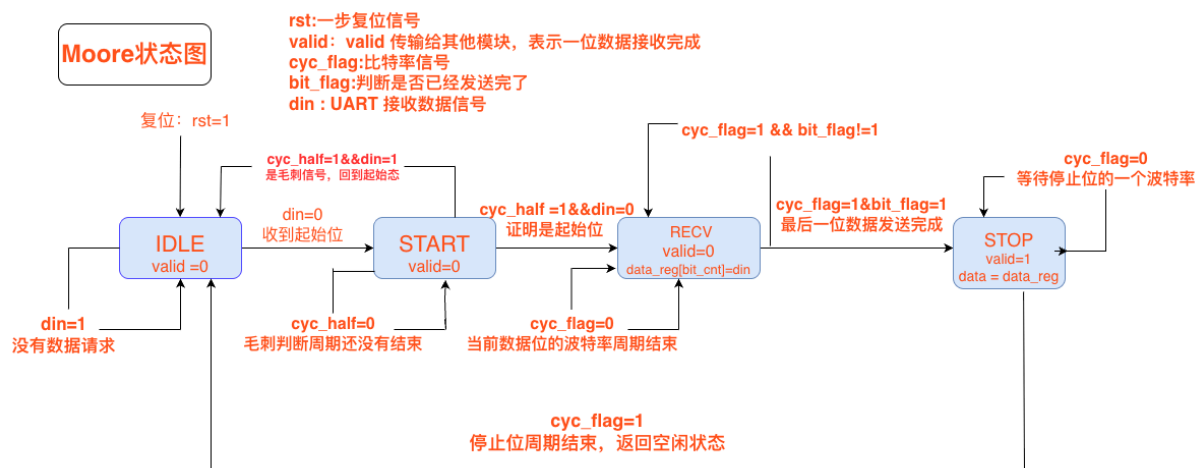 Moore状态图
rst:一步复位信号
valid：valid 传输给其他模块，表示一位数据接收完成
cyc_flag:比特率信号
bit_flag:判断是否已经发送完了
din : UART 接收数据信号
复位：rst=1
cyc_half=1&&din=1
是毛刺信号，回到起始态
cyc_flag=1 && bit_flag!=1
cyc_flag=0
等待停止位的一个波特率
din=0
收到起始位
cyc_half =1&&din=0
证明是起始位
cyc_flag=1&bit_flag=1
最后一位数据发送完成
IDLE
valid =0
START
valid=0
RECV
valid=0
data_reg[bit_cnt]=din
STOP
valid=1
data = data_reg
din=1
没有数据请求
cyc_half=0
毛刺判断周期还没有结束
cyc_flag=0
当前数据位的波特率周期结束
cyc_flag=1
停止位周期结束，返回空闲状态